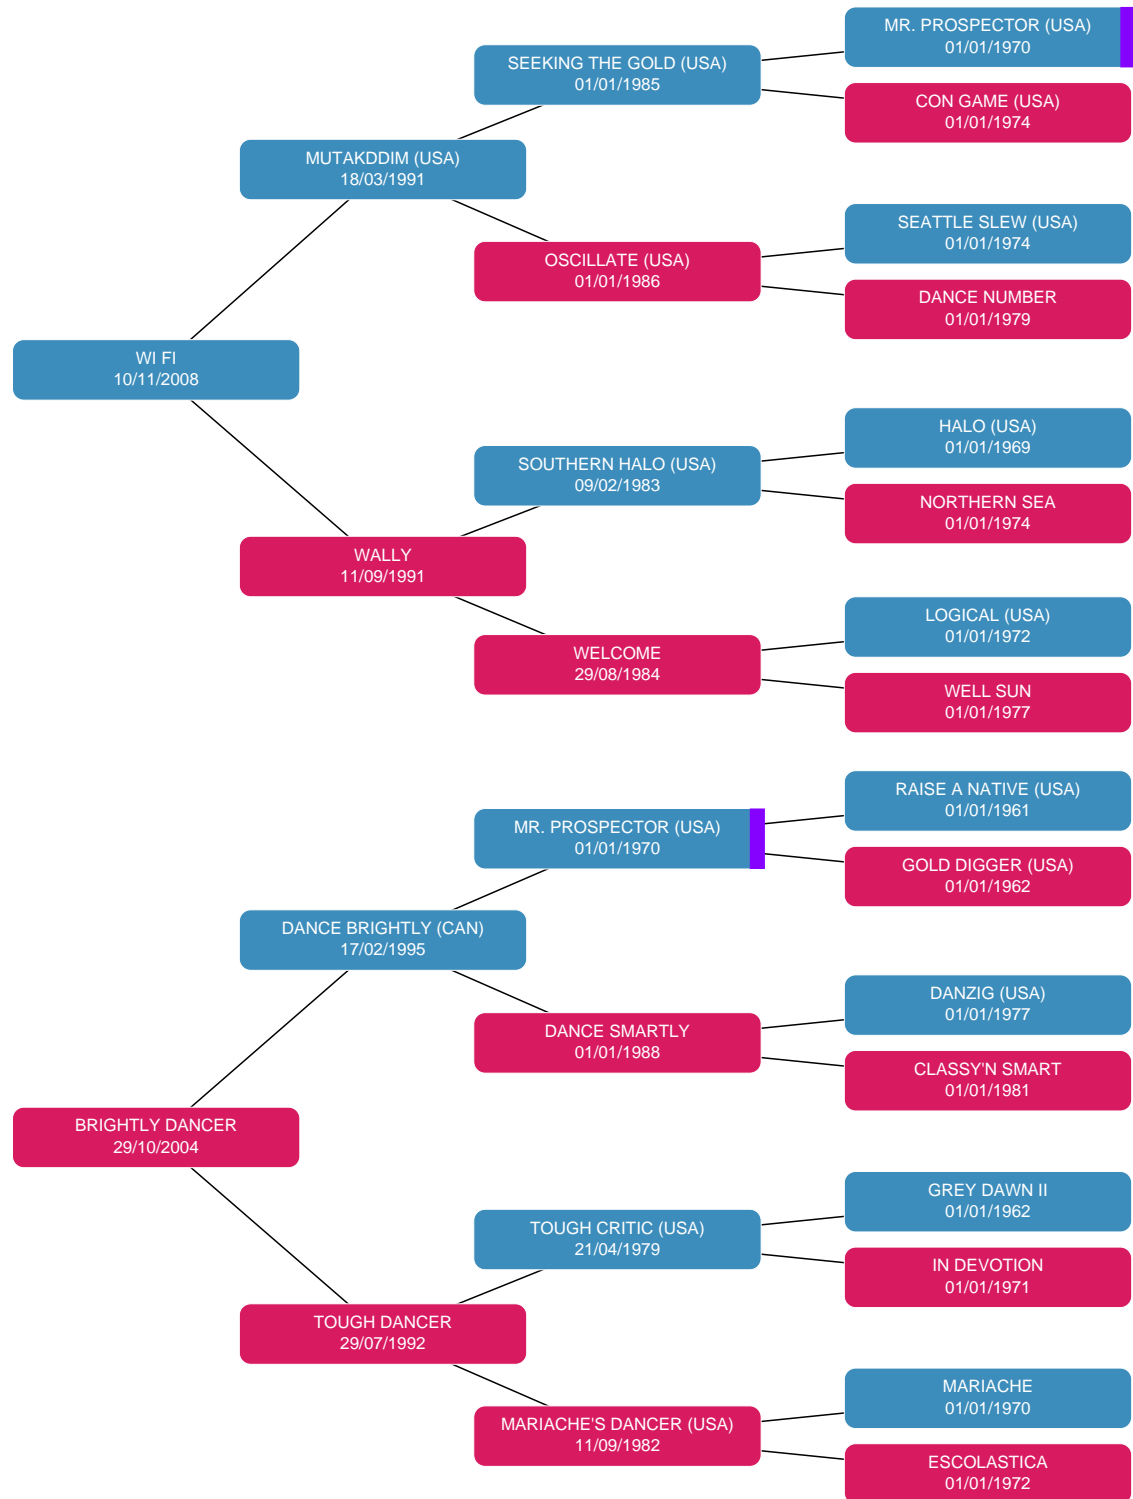 MR. PROSPECTOR (USA)
01/01/1970
SEEKING THE GOLD (USA)
01/01/1985
CON GAME (USA)
01/01/1974
MUTAKDDIM (USA)
18/03/1991
SEATTLE SLEW (USA)
01/01/1974
OSCILLATE (USA)
01/01/1986
DANCE NUMBER
01/01/1979
WI FI
10/11/2008
HALO (USA)
01/01/1969
SOUTHERN HALO (USA)
09/02/1983
NORTHERN SEA
01/01/1974
WALLY
11/09/1991
LOGICAL (USA)
01/01/1972
WELCOME
29/08/1984
WELL SUN
01/01/1977
RAISE A NATIVE (USA)
01/01/1961
MR. PROSPECTOR (USA)
01/01/1970
GOLD DIGGER (USA)
01/01/1962
DANCE BRIGHTLY (CAN)
17/02/1995
DANZIG (USA)
01/01/1977
DANCE SMARTLY
01/01/1988
CLASSY'N SMART
01/01/1981
BRIGHTLY DANCER
29/10/2004
GREY DAWN II
01/01/1962
TOUGH CRITIC (USA)
21/04/1979
IN DEVOTION
01/01/1971
TOUGH DANCER
29/07/1992
MARIACHE
01/01/1970
MARIACHE'S DANCER (USA)
11/09/1982
ESCOLASTICA
01/01/1972